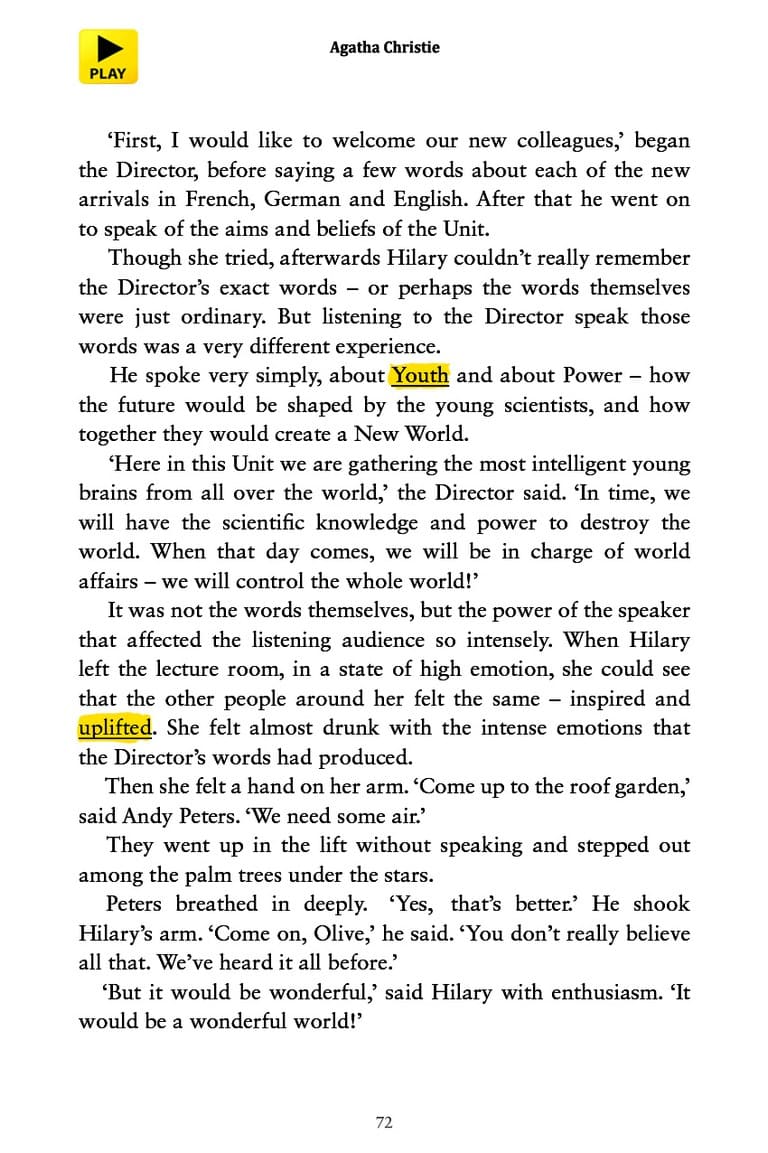 PLAY
Agatha Christie
‘First, I would like to welcome our new colleagues,’ began
the Director, before saying a few words about each of the new
arrivals in French, German and English. After that he went on
to speak of the aims and beliefs of the Unit.
Though she tried, afterwards Hilary couldn’t really remember
the Director’s exact words – or perhaps the words themselves
were just ordinary. But listening to the Director speak those
words was a very different experience.
He spoke very simply, about Youth and about Power – how
the future would be shaped by the young scientists, and how
together they would create a New World.
‘Here in this Unit we are gathering the most intelligent young
brains from all over the world,’ the Director said. ‘In time, we
will have the scientific knowledge and power to destroy the
world. When that day comes, we will be in charge of world
affairs – we will control the whole world!’
It was not the words themselves, but the power of the speaker
that affected the listening audience so intensely. When Hilary
left the lecture room, in a state of high emotion, she could see
that the other people around her felt the same – inspired and
uplifted. She felt almost drunk with the intense emotions that
the Director’s words had produced.
Then she felt a hand on her arm. ‘Come up to the roof garden,’
said Andy Peters. ‘We need some air.’
They went up in the lift without speaking and stepped out
among the palm trees under the stars.
Peters breathed in deeply. ‘Yes, that’s better.’ He shook
Hilary’s arm. ‘Come on, Olive,’ he said. ‘You don’t really believe
all that. We’ve heard it all before.’
‘But it would be wonderful,’ said Hilary with enthusiasm. ‘It
would be a wonderful world!’
72